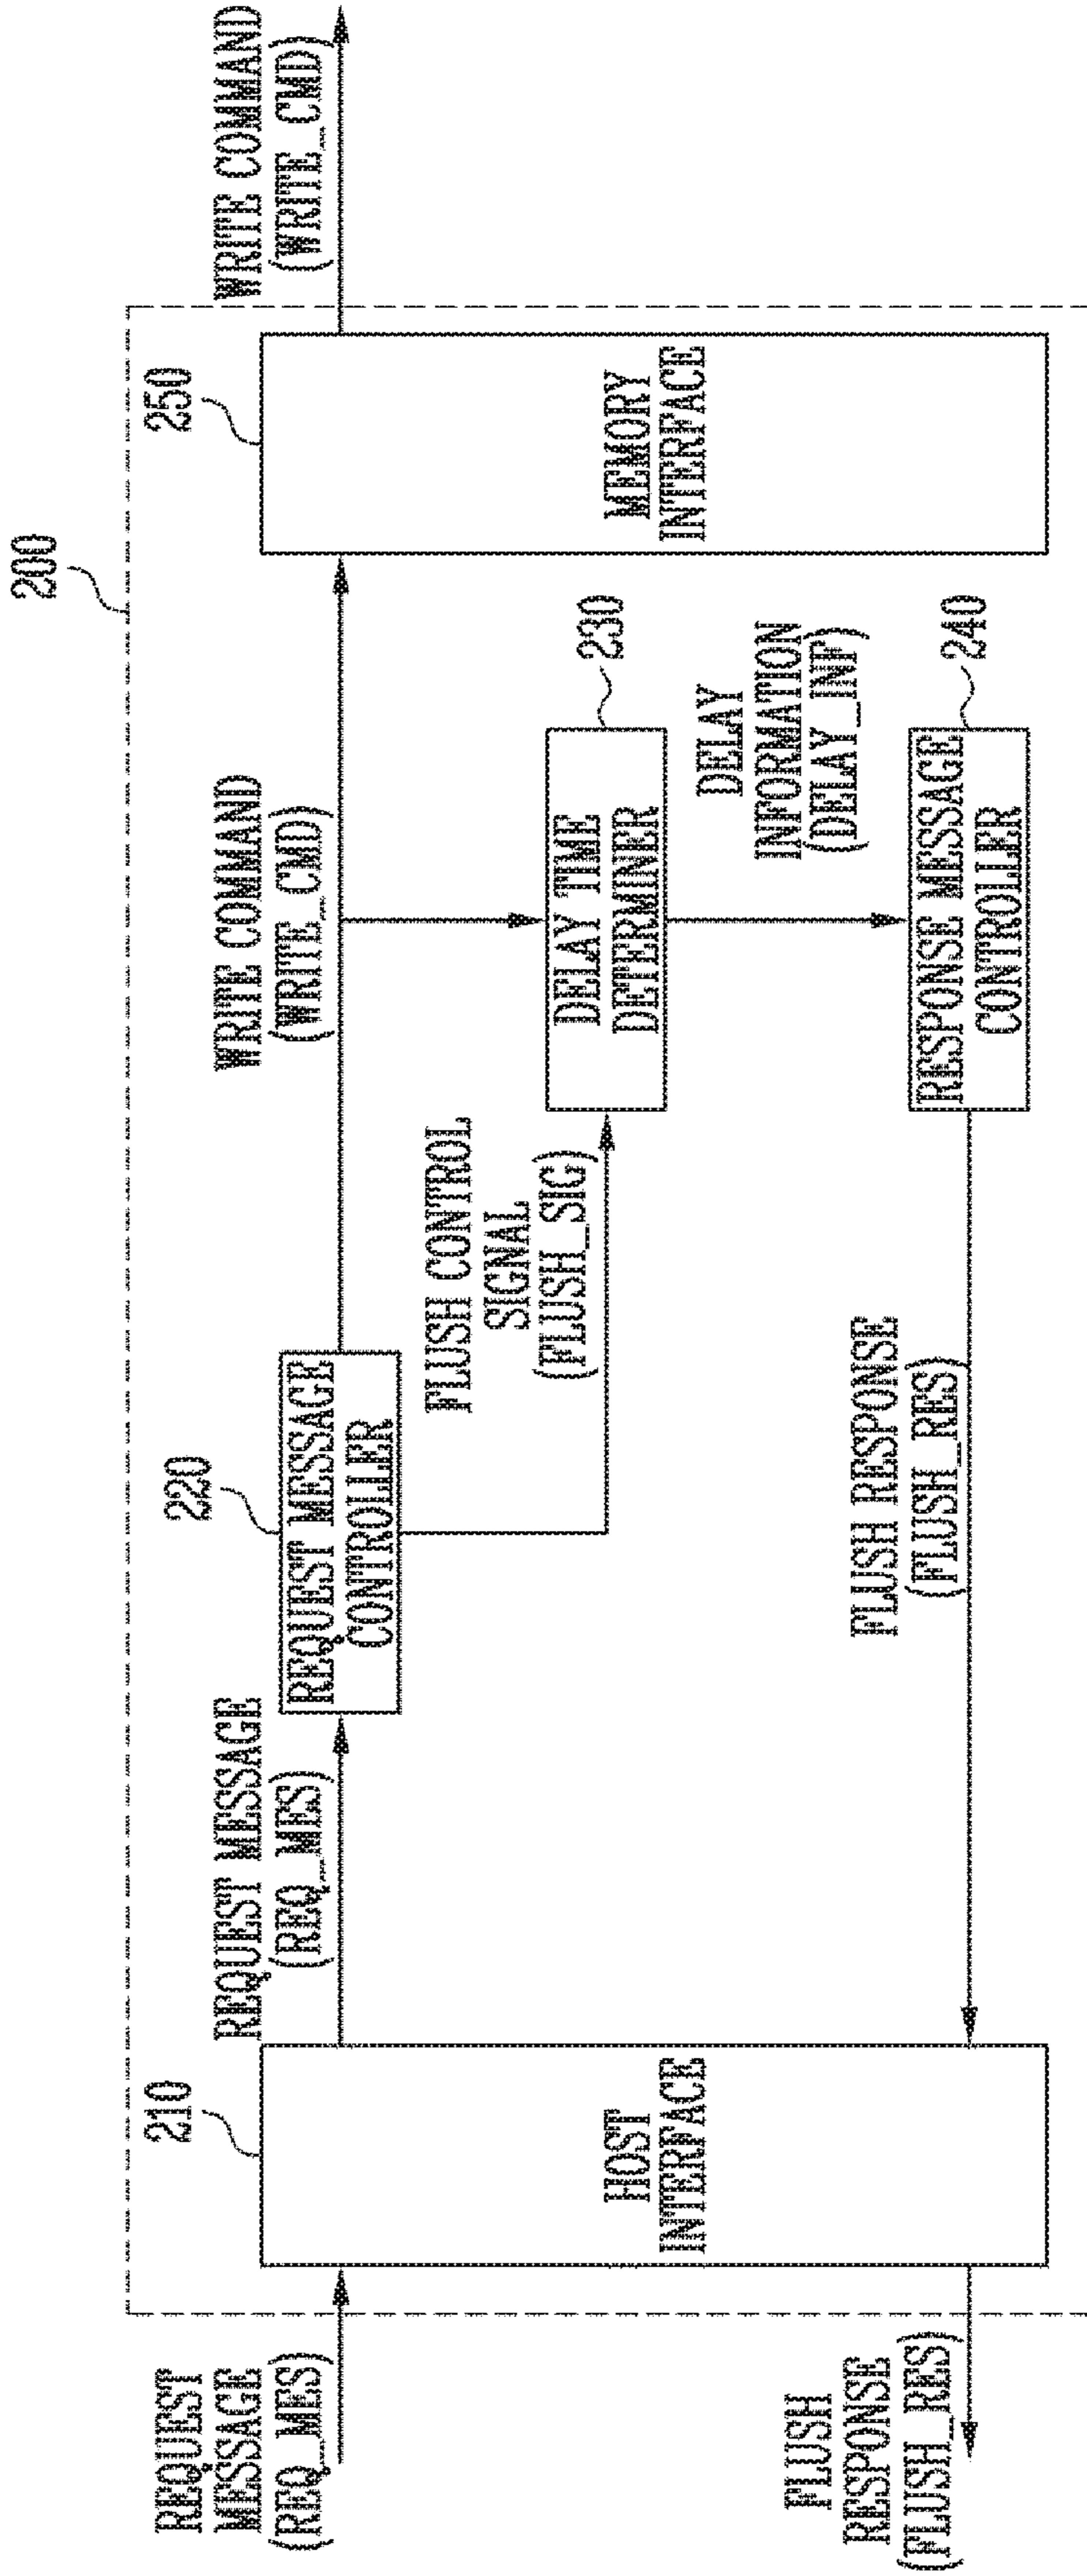 200
REQUEST
MESSAGE
(REQ_MES)
210
HOST
INTERFACE
REQUEST MESSAGE
(REQ_MES)
220
REQUEST MESSAGE
CONTROLLER
WRITE COMMAND
(WRITE_CMD)
250
MEMORY
INTERFACE
WRITE COMMAND
(WRITE_CMD)
FLUSH CONTROL
SIGNAL
(FLUSH_SIG)
DELAY TIME
DETERMINER
230
DELAY
INFORMATION
(DELAY_INF)
RESPONSE MESSAGE
CONTROLLER
240
FLUSH RESPONSE
(FLUSH_RES)
FLUSH
RESPONSE
(FLUSH_RES)